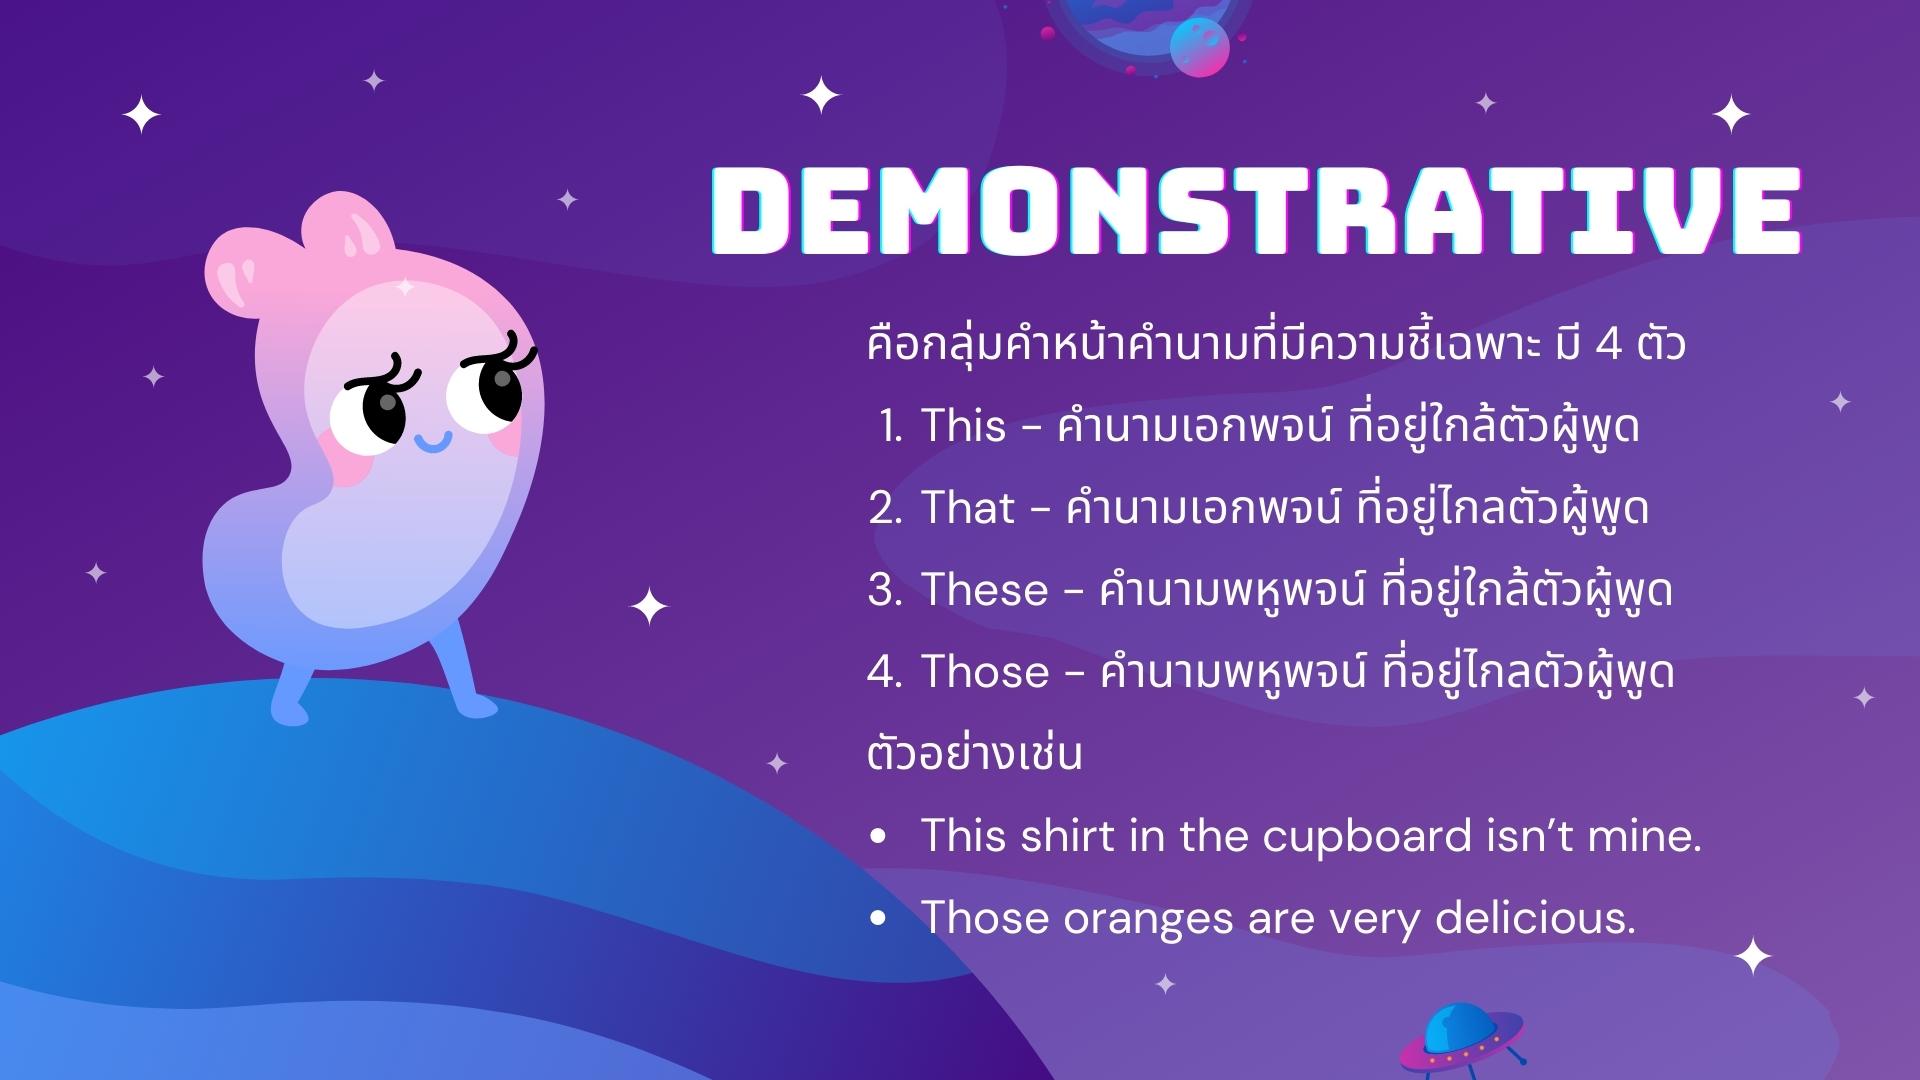 DEMONSTRATIVE
คือกลุ่มคำหน้าคำนามที่มีความชี้เฉพาะ มี 4 ตัว
1. This - คำนามเอกพจน์ ที่อยู่ใกล้ตัวผู้พูด
2. That - คำนามเอกพจน์ ที่อยู่ไกลตัวผู้พูด
3. These - คำนามพหูพจน์ ที่อยู่ใกล้ตัวผู้พูด
4. Those - คำนามพหูพจน์ ที่อยู่ไกลตัวผู้พูด
ตัวอย่างเช่น
• This shirt in the cupboard isn’t mine.
• Those oranges are very delicious.